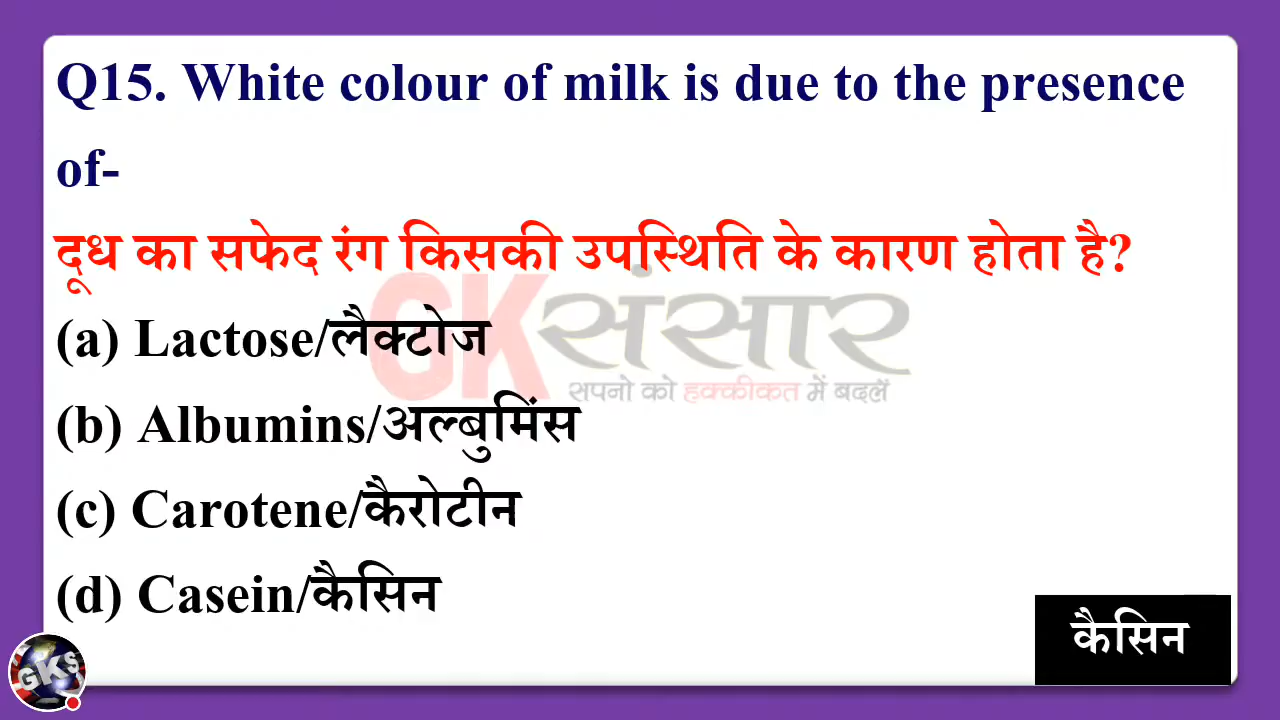 Q15. White colour of milk is due to the presence
of-
दूध का सफेद रंग किसकी उपस्थिति के कारण होता है?
GKसंसार
सपनो को हक्कीकत में बदलें
(a) Lactose/लैक्टोज
(b) Albumins/अल्बुमिंस
(c) Carotene/कैरोटीन
(d) Casein/कैसिन
कैसिन
GKS